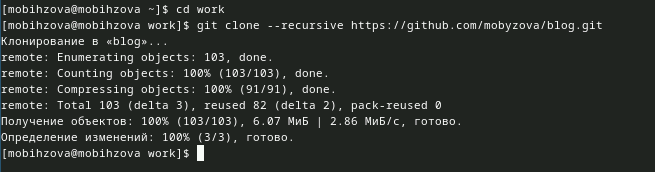 [mobihzova@mobihzova ~]$ cd work
[mobihzova@mobihzova work]$ git clone --recursive https://github.com/mobyzova/blog.git
Клонирование в «blog»...
remote: Enumerating objects: 103, done.
remote: Counting objects: 100% (103/103), done.
remote: Compressing objects: 100% (91/91), done.
remote: Total 103 (delta 3), reused 82 (delta 2), pack-reused 0
Получение объектов: 100% (103/103), 6.07 МиБ | 2.86 МиБ/с, готово.
Определение изменений: 100% (3/3), готово.
[mobihzova@mobihzova work]$